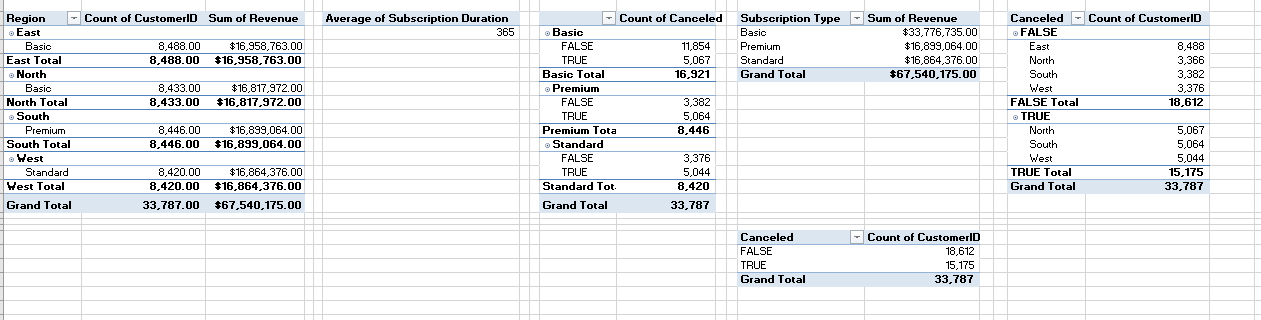 Region Count of CustomerID Sum of Revenue
East
Basic 8,488.00 $16,958,763.00
East Total 8,488.00 $16,958,763.00
North
Basic 8,433.00 $16,817,972.00
North Total 8,433.00 $16,817,972.00
South
Premium 8,446.00 $16,899,064.00
South Total 8,446.00 $16,899,064.00
West
Standard 8,420.00 $16,864,376.00
West Total 8,420.00 $16,864,376.00
Grand Total 33,787.00 $67,540,175.00
Average of Subscription Duration
365
Count of Canceled
Basic
FALSE 11,854
TRUE 5,067
Basic Total 16,921
Premium
FALSE 3,382
TRUE 5,064
Premium Tota 8,446
Standard
FALSE 3,376
TRUE 5,044
Standard Tot 8,420
Grand Total 33,787
Subscription Type Sum of Revenue
Basic $33,776,735.00
Premium $16,899,064.00
Standard $16,864,376.00
Grand Total $67,540,175.00
Canceled Count of CustomerID
FALSE 18,612
TRUE 15,175
Grand Total 33,787
Canceled Count of CustomerID
FALSE
East 8,488
North 3,366
South 3,382
West 3,376
FALSE Total 18,612
TRUE
North 5,067
South 5,064
West 5,044
TRUE Total 15,175
Grand Total 33,787